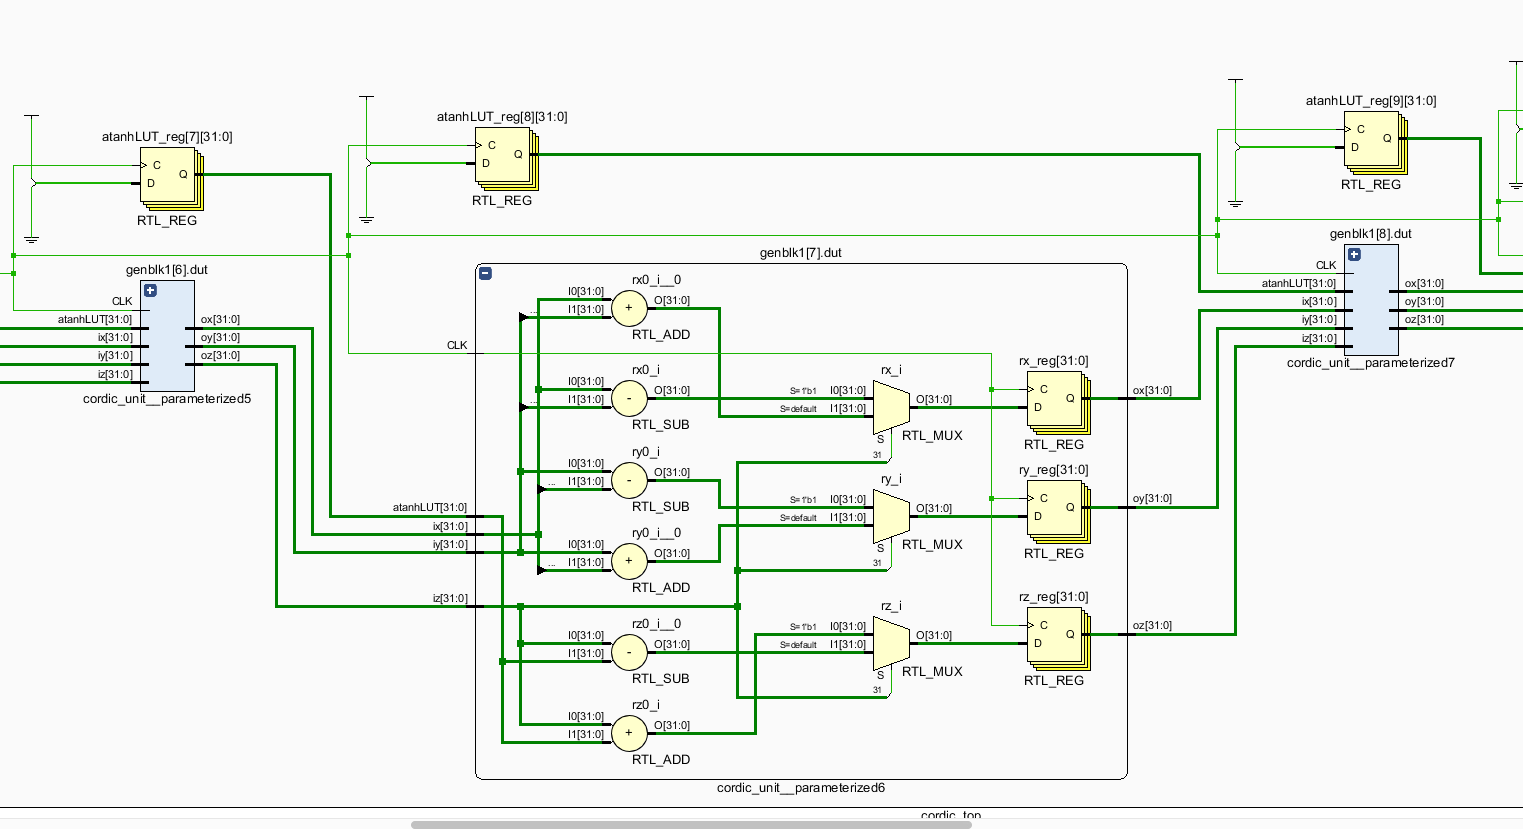 atanhLUT_reg[7][31:0]
C
D
Q
RTL_REG
atanhLUT_reg[8][31:0]
C
D
Q
RTL_REG
atanhLUT_reg[9][31:0]
C
D
Q
RTL_REG
genblk1[6].dut
CLK
atanhLUT[31:0]
ix[31:0]
iy[31:0]
iz[31:0]
ox[31:0]
oy[31:0]
oz[31:0]
cordic_unit__parameterized5
genblk1[7].dut
CLK
atanhLUT[31:0]
ix[31:0]
iy[31:0]
iz[31:0]
rx0_i__0
I0[31:0]
I1[31:0]
...
+
O[31:0]
RTL_ADD
rx0_i
I0[31:0]
I1[31:0]
...
-
O[31:0]
RTL_SUB
ry0_i
I0[31:0]
I1[31:0]
...
-
O[31:0]
RTL_SUB
ry0_i__0
I0[31:0]
I1[31:0]
...
+
O[31:0]
RTL_ADD
rz0_i__0
I0[31:0]
I1[31:0]
-
O[31:0]
RTL_SUB
rz0_i
I0[31:0]
I1[31:0]
+
O[31:0]
RTL_ADD
rx_i
S=1'b1 I0[31:0]
S=default I1[31:0]
O[31:0]
S
31
RTL_MUX
ry_i
S=1'b1 I0[31:0]
S=default I1[31:0]
O[31:0]
S
31
RTL_MUX
rz_i
S=1'b1 I0[31:0]
S=default I1[31:0]
O[31:0]
S
31
RTL_MUX
rx_reg[31:0]
C
D
Q
RTL_REG
ry_reg[31:0]
C
D
Q
RTL_REG
rz_reg[31:0]
C
D
Q
RTL_REG
ox[31:0]
oy[31:0]
oz[31:0]
cordic_unit__parameterized6
genblk1[8].dut
CLK
atanhLUT[31:0]
ix[31:0]
iy[31:0]
iz[31:0]
ox[31:0]
oy[31:0]
oz[31:0]
cordic_unit__parameterized7
cordic_top